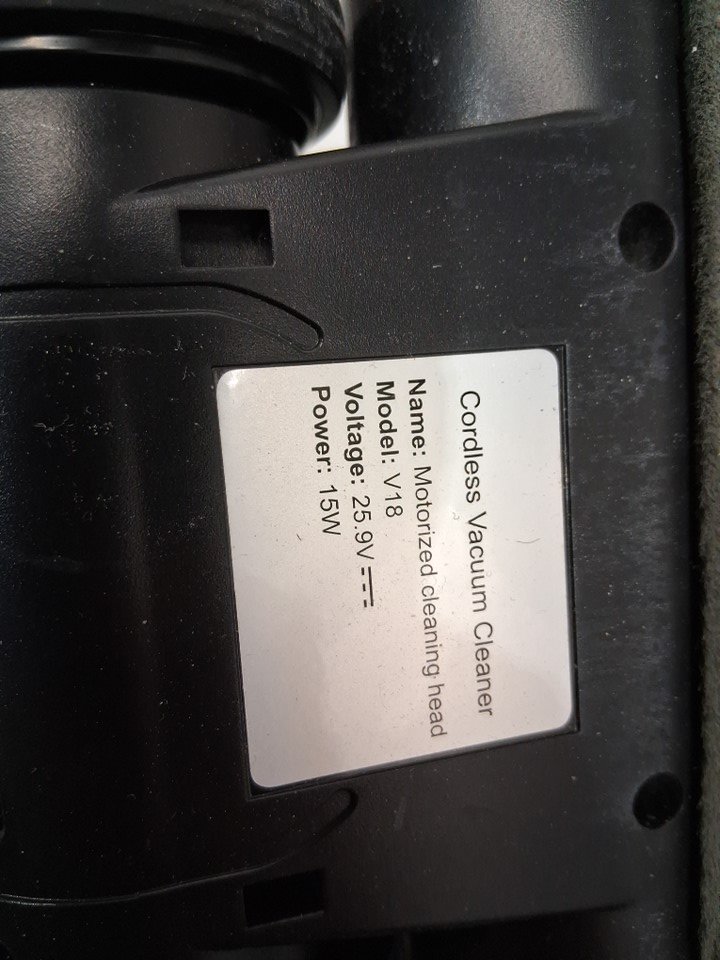 Cordless Vacuum Cleaner
Name: Motorized cleaning head
Model: V18
Voltage: 25.9V⎓
Power: 15W